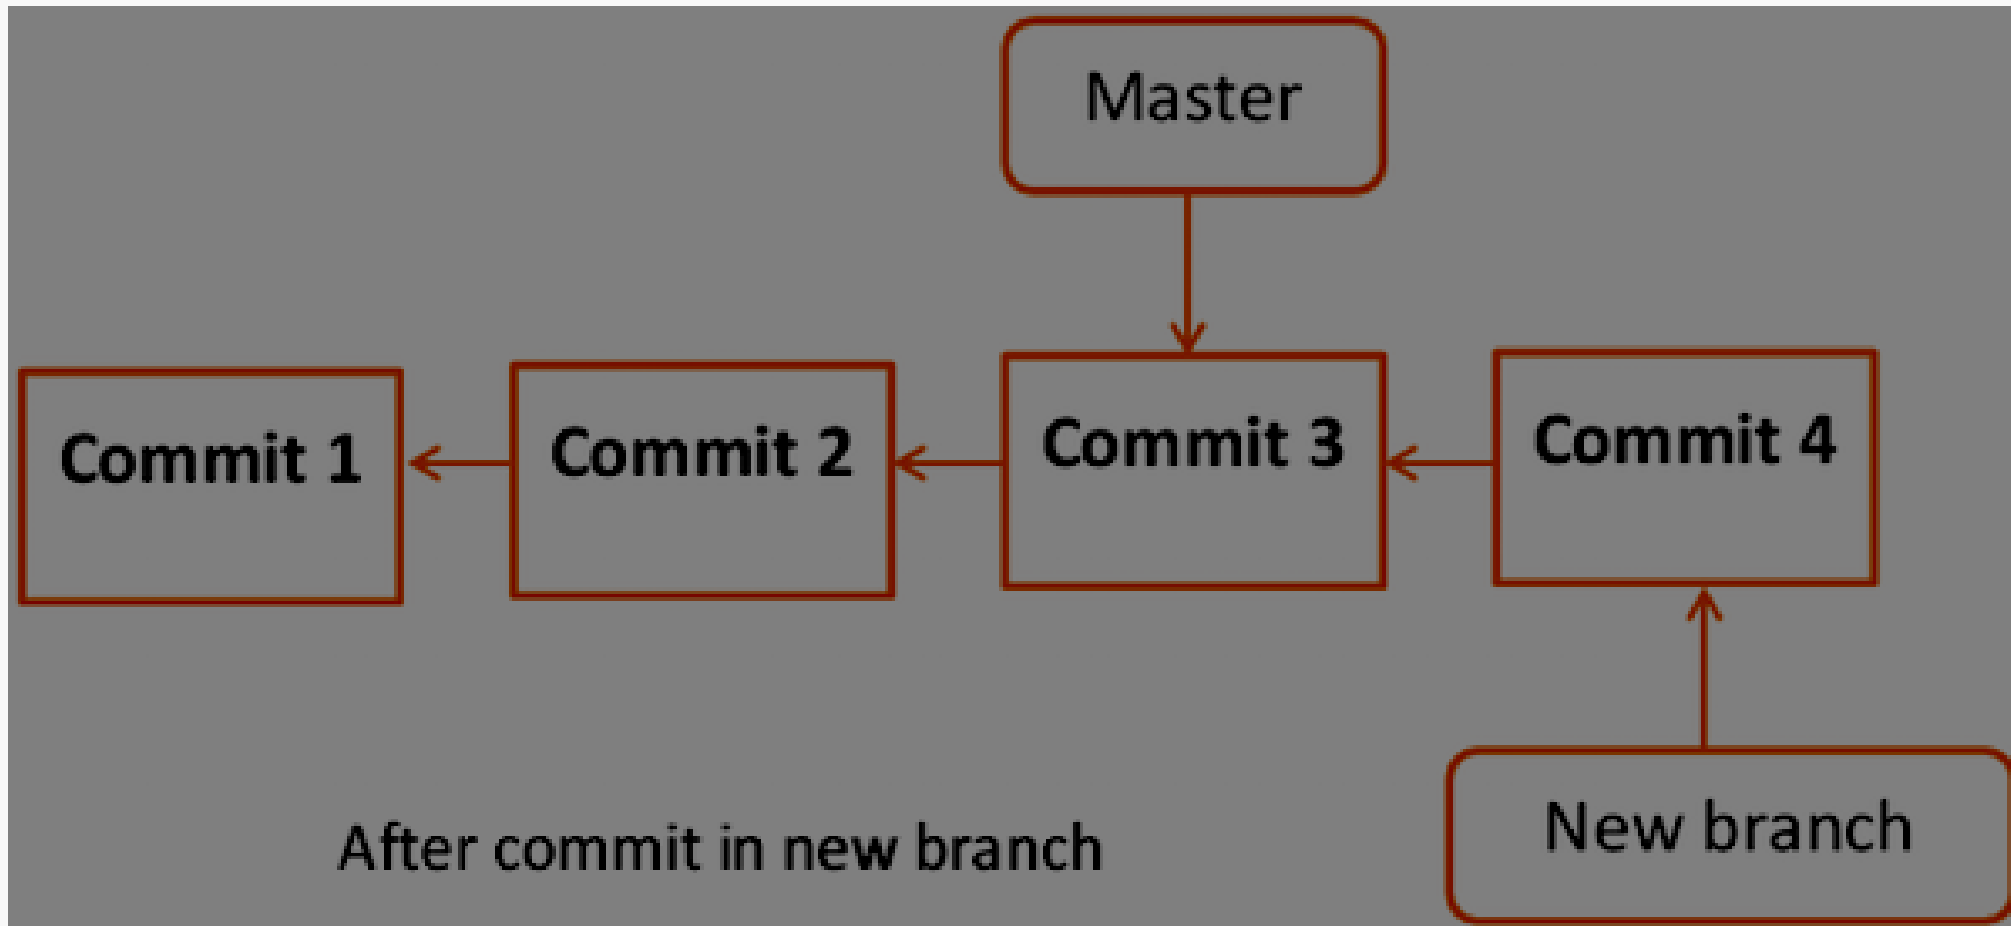 Master
Commit 1
Commit 2
Commit 3
Commit 4
New branch
After commit in new branch